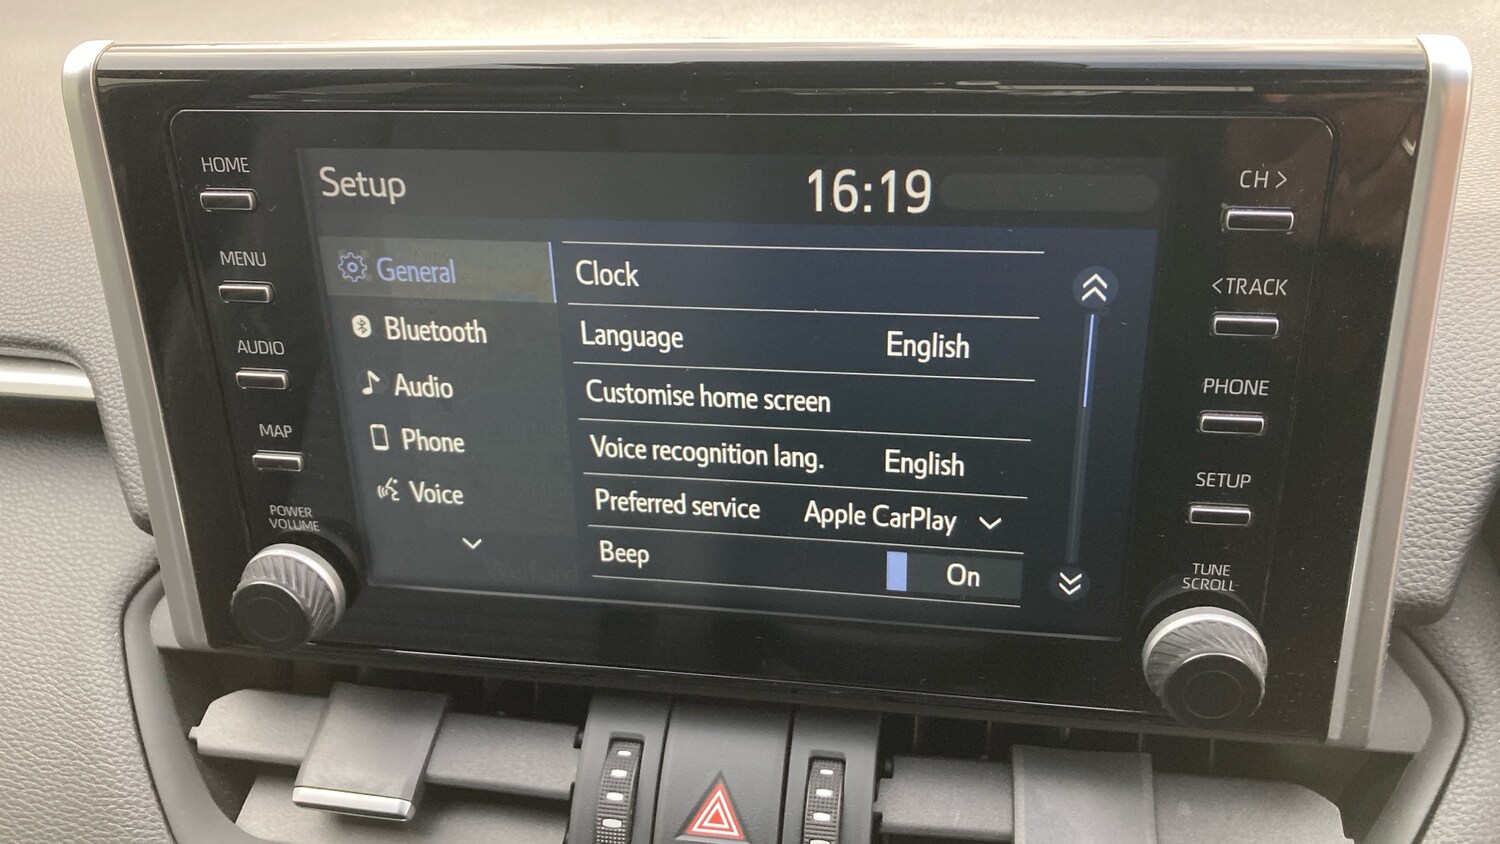 HOME
MENU
AUDIO
MAP
POWER
VOLUME
Setup
16:19
General
Bluetooth
Audio
Phone
Voice
Clock
Language English
Customise home screen
Voice recognition lang. English
Preferred service Apple CarPlay
Beep On
CH >
< TRACK
PHONE
SETUP
TUNE
SCROLL